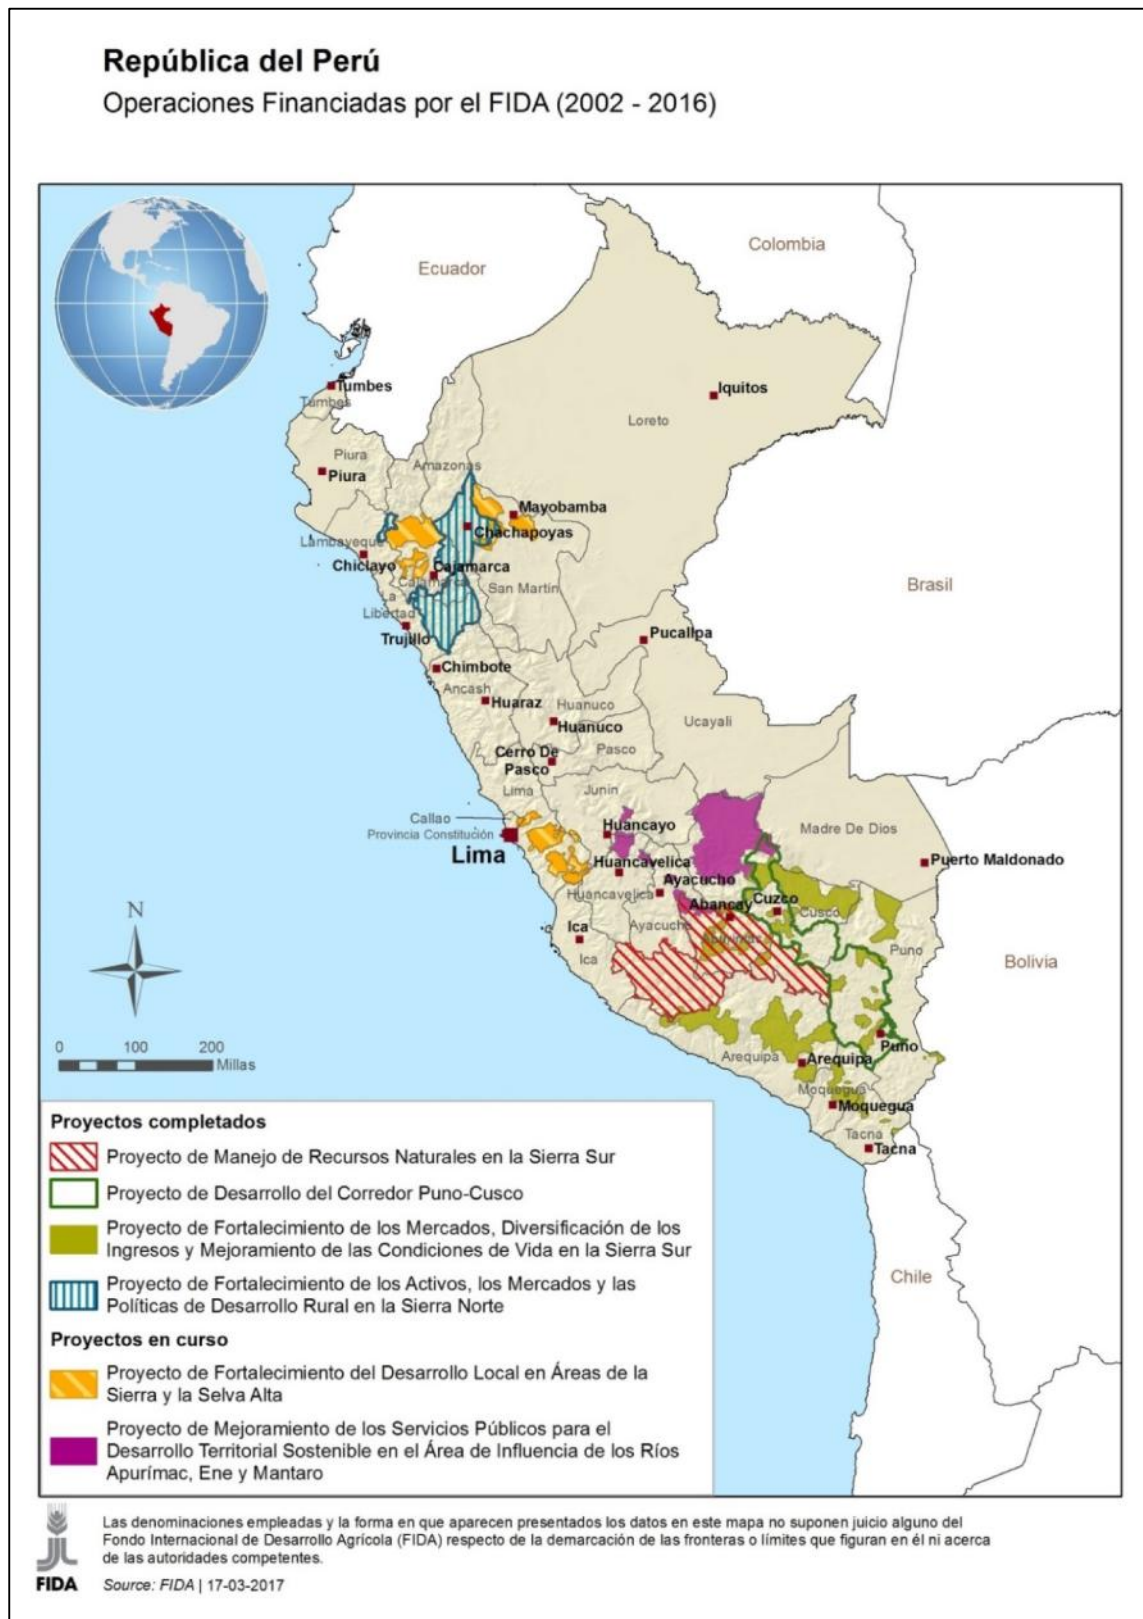 República del Perú
Operaciones Financiadas por el FIDA (2002 - 2016)
Colombia
Ecuador
Tumbes
Tumbes
Iquitos
Loreto
Piura
Piura
Amazonas
Mayobamba
Chachapoyas
Lambayeque
Chiclayo
Cajamarca
Cajamarca
La
Libertad
San Martín
Brasil
Trujillo
Pucallpa
Chimbote
Ancash
Huaraz
Huanuco
Huanuco
Ucayali
Pasco
Cerro De
Pasco
Lima
Junín
Callao
Provincia Constitución
Lima
Huancayo
Madre De Dios
Puerto Maldonado
Huancavelica
Ayacucho
Huancavelica
Abancay
Cuzco
Cusco
Ayacucho
Apurímac
Ica
Ica
Puno
Bolivia
N
0 100 200
Millas
Puno
Arequipa
Arequipa
Moquegua
Moquegua
Tacna
Tacna
Chile
Proyectos completados
Proyecto de Manejo de Recursos Naturales en la Sierra Sur
Proyecto de Desarrollo del Corredor Puno-Cusco
Proyecto de Fortalecimiento de los Mercados, Diversificación de los
Ingresos y Mejoramiento de las Condiciones de Vida en la Sierra Sur
Proyecto de Fortalecimiento de los Activos, los Mercados y las
Políticas de Desarrollo Rural en la Sierra Norte
Proyectos en curso
Proyecto de Fortalecimiento del Desarrollo Local en Áreas de la
Sierra y la Selva Alta
Proyecto de Mejoramiento de los Servicios Públicos para el
Desarrollo Territorial Sostenible en el Área de Influencia de los Ríos
Apurímac, Ene y Mantaro
Las denominaciones empleadas y la forma en que aparecen presentados los datos en este mapa no suponen juicio alguno del
Fondo Internacional de Desarrollo Agrícola (FIDA) respecto de la demarcación de las fronteras o límites que figuran en él ni acerca
de las autoridades competentes.
FIDA
Source: FIDA | 17-03-2017